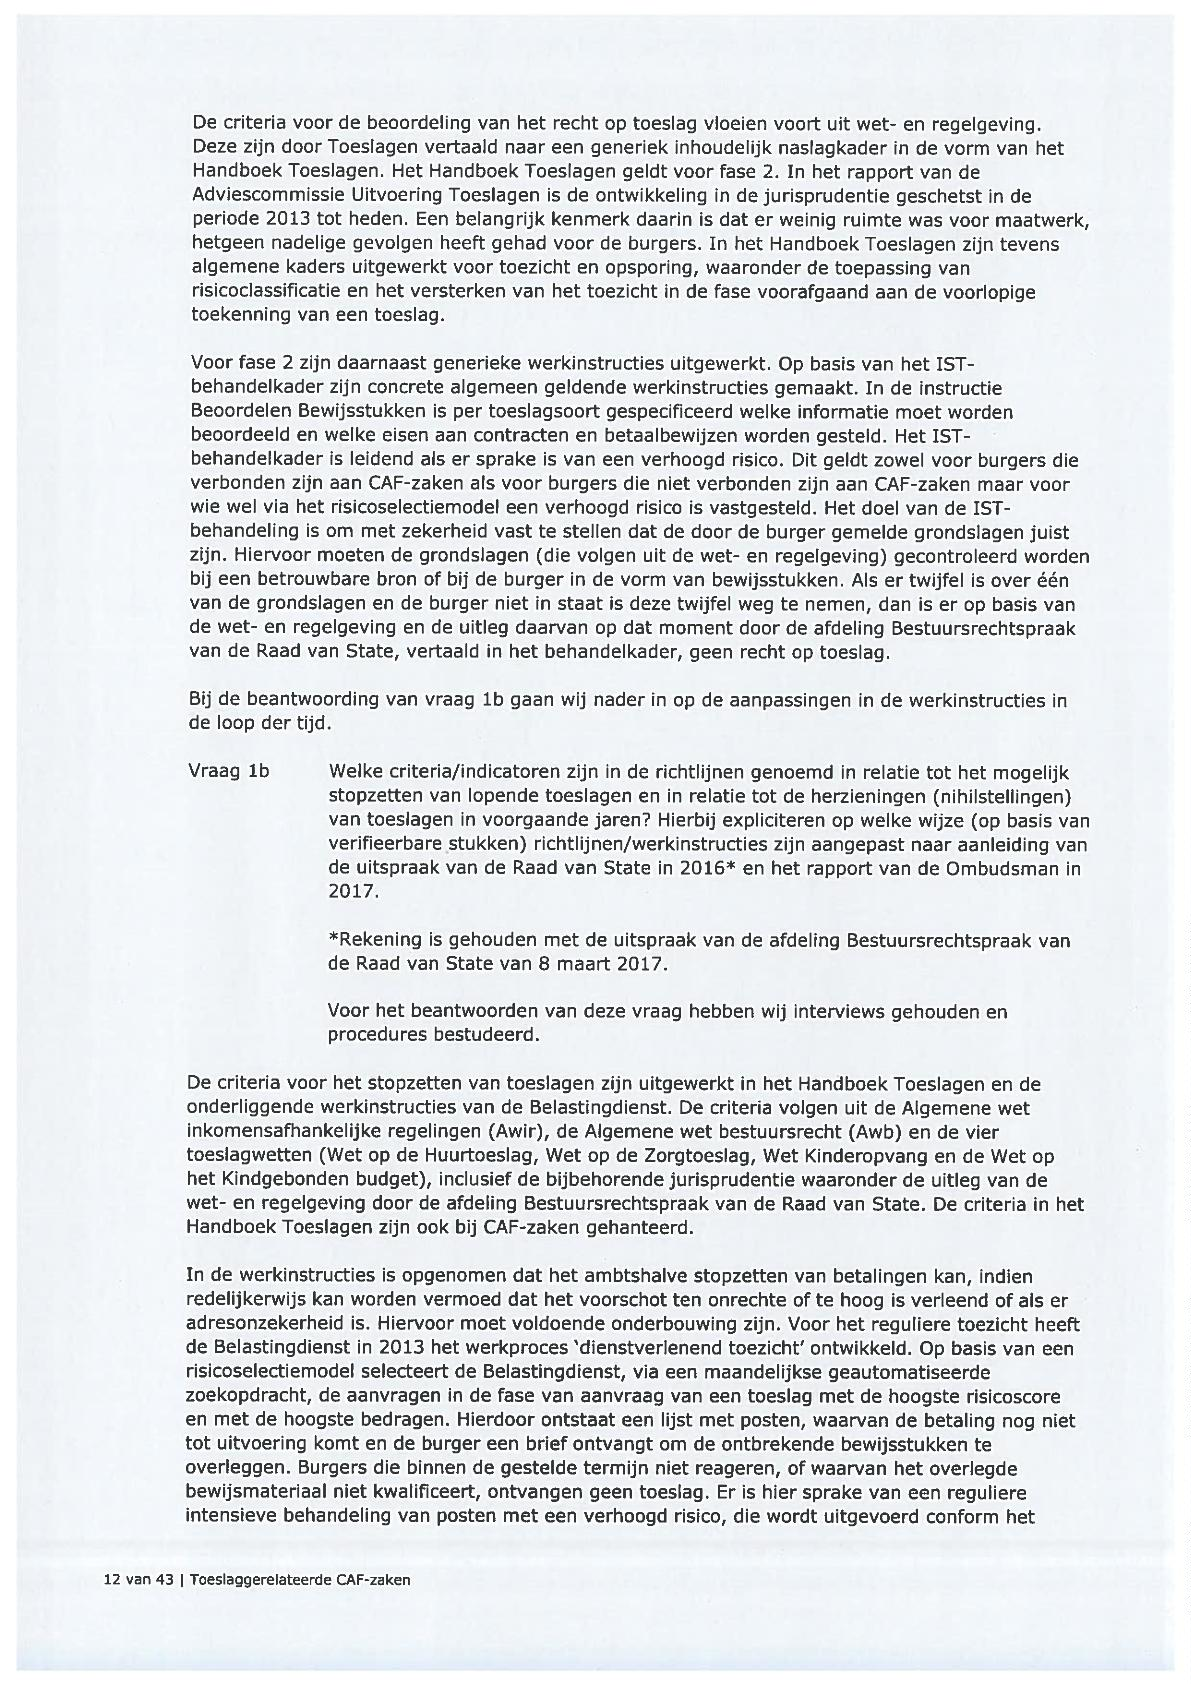 De criteria voor de beoordeling van het recht op toeslag vloeien voort uit wet- en regelgeving.
Deze zijn door Toeslagen vertaald naar een generiek inhoudelijk naslagkader in de vorm van het
Handboek Toeslagen. Het Handboek Toeslagen geldt voor fase 2. In het rapport van de
Adviescommissie Uitvoering Toeslagen is de ontwikkeling in de jurisprudentie geschetst in de
periode 2013 tot heden. Een belangrijk kenmerk daarin is dat er weinig ruimte was voor maatwerk,
hetgeen nadelige gevolgen heeft gehad voor de burgers. In het Handboek Toeslagen zijn tevens
algemene kaders uitgewerkt voor toezicht en opsporing, waaronder de toepassing van
risicoclassificatie en het versterken van het toezicht in de fase voorafgaand aan de voorlopige
toekenning van een toeslag.
Voor fase 2 zijn daarnaast generieke werkinstructies uitgewerkt. Op basis van het IST-
behandelkader zijn concrete algemeen geldende werkinstructies gemaakt. In de instructie
Beoordelen Bewijsstukken is per toeslagsoort gespecificeerd welke informatie moet worden
beoordeeld en welke eisen aan contracten en betaalbewijzen worden gesteld. Het IST-
behandelkader is leidend als er sprake is van een verhoogd risico. Dit geldt zowel voor burgers die
verbonden zijn aan CAF-zaken als voor burgers die niet verbonden zijn aan CAF-zaken maar voor
wie wel via het risicoselectiemodel een verhoogd risico is vastgesteld. Het doel van de IST-
behandeling is om met zekerheid vast te stellen dat de door de burger gemelde grondslagen juist
zijn. Hiervoor moeten de grondslagen (die volgen uit de wet- en regelgeving) gecontroleerd worden
bij een betrouwbare bron of bij de burger in de vorm van bewijsstukken. Als er twijfel is over één
van de grondslagen en de burger niet in staat is deze twijfel weg te nemen, dan is er op basis van
de wet- en regelgeving en de uitleg daarvan op dat moment door de afdeling Bestuursrechtspraak
van de Raad van State, vertaald in het behandelkader, geen recht op toeslag.
Bij de beantwoording van vraag 1b gaan wij nader in op de aanpassingen in de werkinstructies in
de loop der tijd.
Vraag 1b Welke criteria/indicatoren zijn in de richtlijnen genoemd in relatie tot het mogelijk
stopzetten van lopende toeslagen en in relatie tot de herzieningen (nihilstellingen)
van toeslagen in voorgaande jaren? Hierbij expliciteren op welke wijze (op basis van
verifieerbare stukken) richtlijnen/werkinstructies zijn aangepast naar aanleiding van
de uitspraak van de Raad van State in 2016* en het rapport van de Ombudsman in
2017.
*Rekening is gehouden met de uitspraak van de afdeling Bestuursrechtspraak van
de Raad van State van 8 maart 2017.
Voor het beantwoorden van deze vraag hebben wij interviews gehouden en
procedures bestudeerd.
De criteria voor het stopzetten van toeslagen zijn uitgewerkt in het Handboek Toeslagen en de
onderliggende werkinstructies van de Belastingdienst. De criteria volgen uit de Algemene wet
inkomensafhankelijke regelingen (Awir), de Algemene wet bestuursrecht (Awb) en de vier
toeslagwetten (Wet op de Huurtoeslag, Wet op de Zorgtoeslag, Wet Kinderopvang en de Wet op
het Kindgebonden budget), inclusief de bijbehorende jurisprudentie waaronder de uitleg van de
wet- en regelgeving door de afdeling Bestuursrechtspraak van de Raad van State. De criteria in het
Handboek Toeslagen zijn ook bij CAF-zaken gehanteerd.
In de werkinstructies is opgenomen dat het ambtshalve stopzetten van betalingen kan, indien
redelijkerwijs kan worden vermoed dat het voorschot ten onrechte of te hoog is verleend of als er
adresonzekerheid is. Hiervoor moet voldoende onderbouwing zijn. Voor het reguliere toezicht heeft
de Belastingdienst in 2013 het werkproces 'dienstverlenend toezicht' ontwikkeld. Op basis van een
risicoselectiemodel selecteert de Belastingdienst, via een maandelijkse geautomatiseerde
zoekopdracht, de aanvragen in de fase van aanvraag van een toeslag met de hoogste risicoscore
en met de hoogste bedragen. Hierdoor ontstaat een lijst met posten, waarvan de betaling nog niet
tot uitvoering komt en de burger een brief ontvangt om de ontbrekende bewijsstukken te
overleggen. Burgers die binnen de gestelde termijn niet reageren, of waarvan het overlegde
bewijsmateriaal niet kwalificeert, ontvangen geen toeslag. Er is hier sprake van een reguliere
intensieve behandeling van posten met een verhoogd risico, die wordt uitgevoerd conform het
12 van 43 | Toeslaggerelateerde CAF-zaken